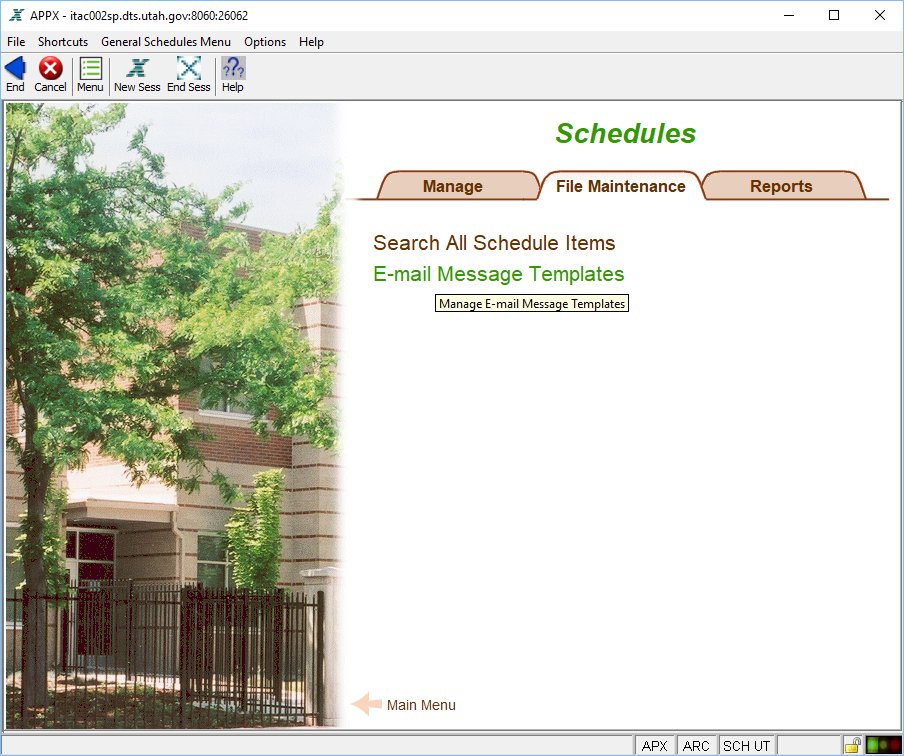 APPX - itac002sp.dts.utah.gov:8060:26062
File Shortcuts General Schedules Menu Options Help
End Cancel Menu New Sess End Sess Help
Schedules
Manage File Maintenance Reports
Search All Schedule Items
E-mail Message Templates
Manage E-mail Message Templates
Main Menu
APX ARC SCH UT